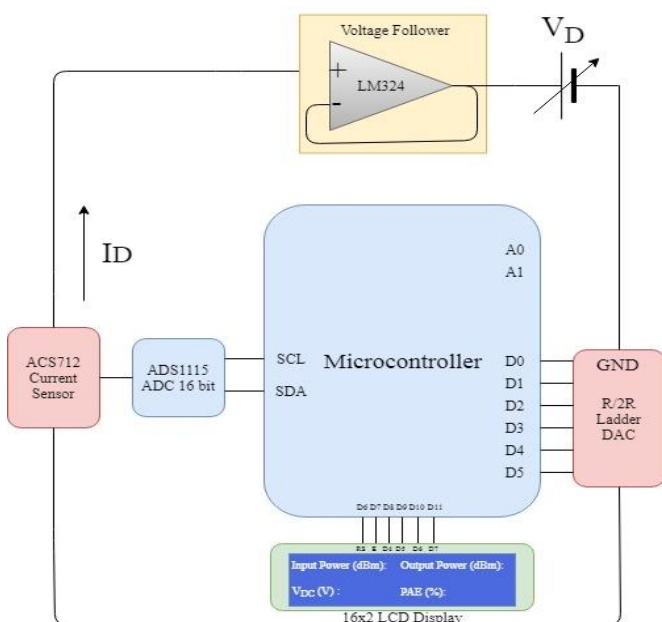 Voltage Follower
+
LM324
-
VD
ID
A0
A1
ACS712
Current
Sensor
ADS1115
ADC 16 bit
SCL
SDA
Microcontroller
D0
D1
D2
D3
D4
D5
GND
R/2R
Ladder
DAC
D6 D7 D8 D9 D10 D11
RS E D4 D5 D6 D7
Input Power (dBm): Output Power (dBm):
VDC (V) : PAE (%):
16x2 LCD Display